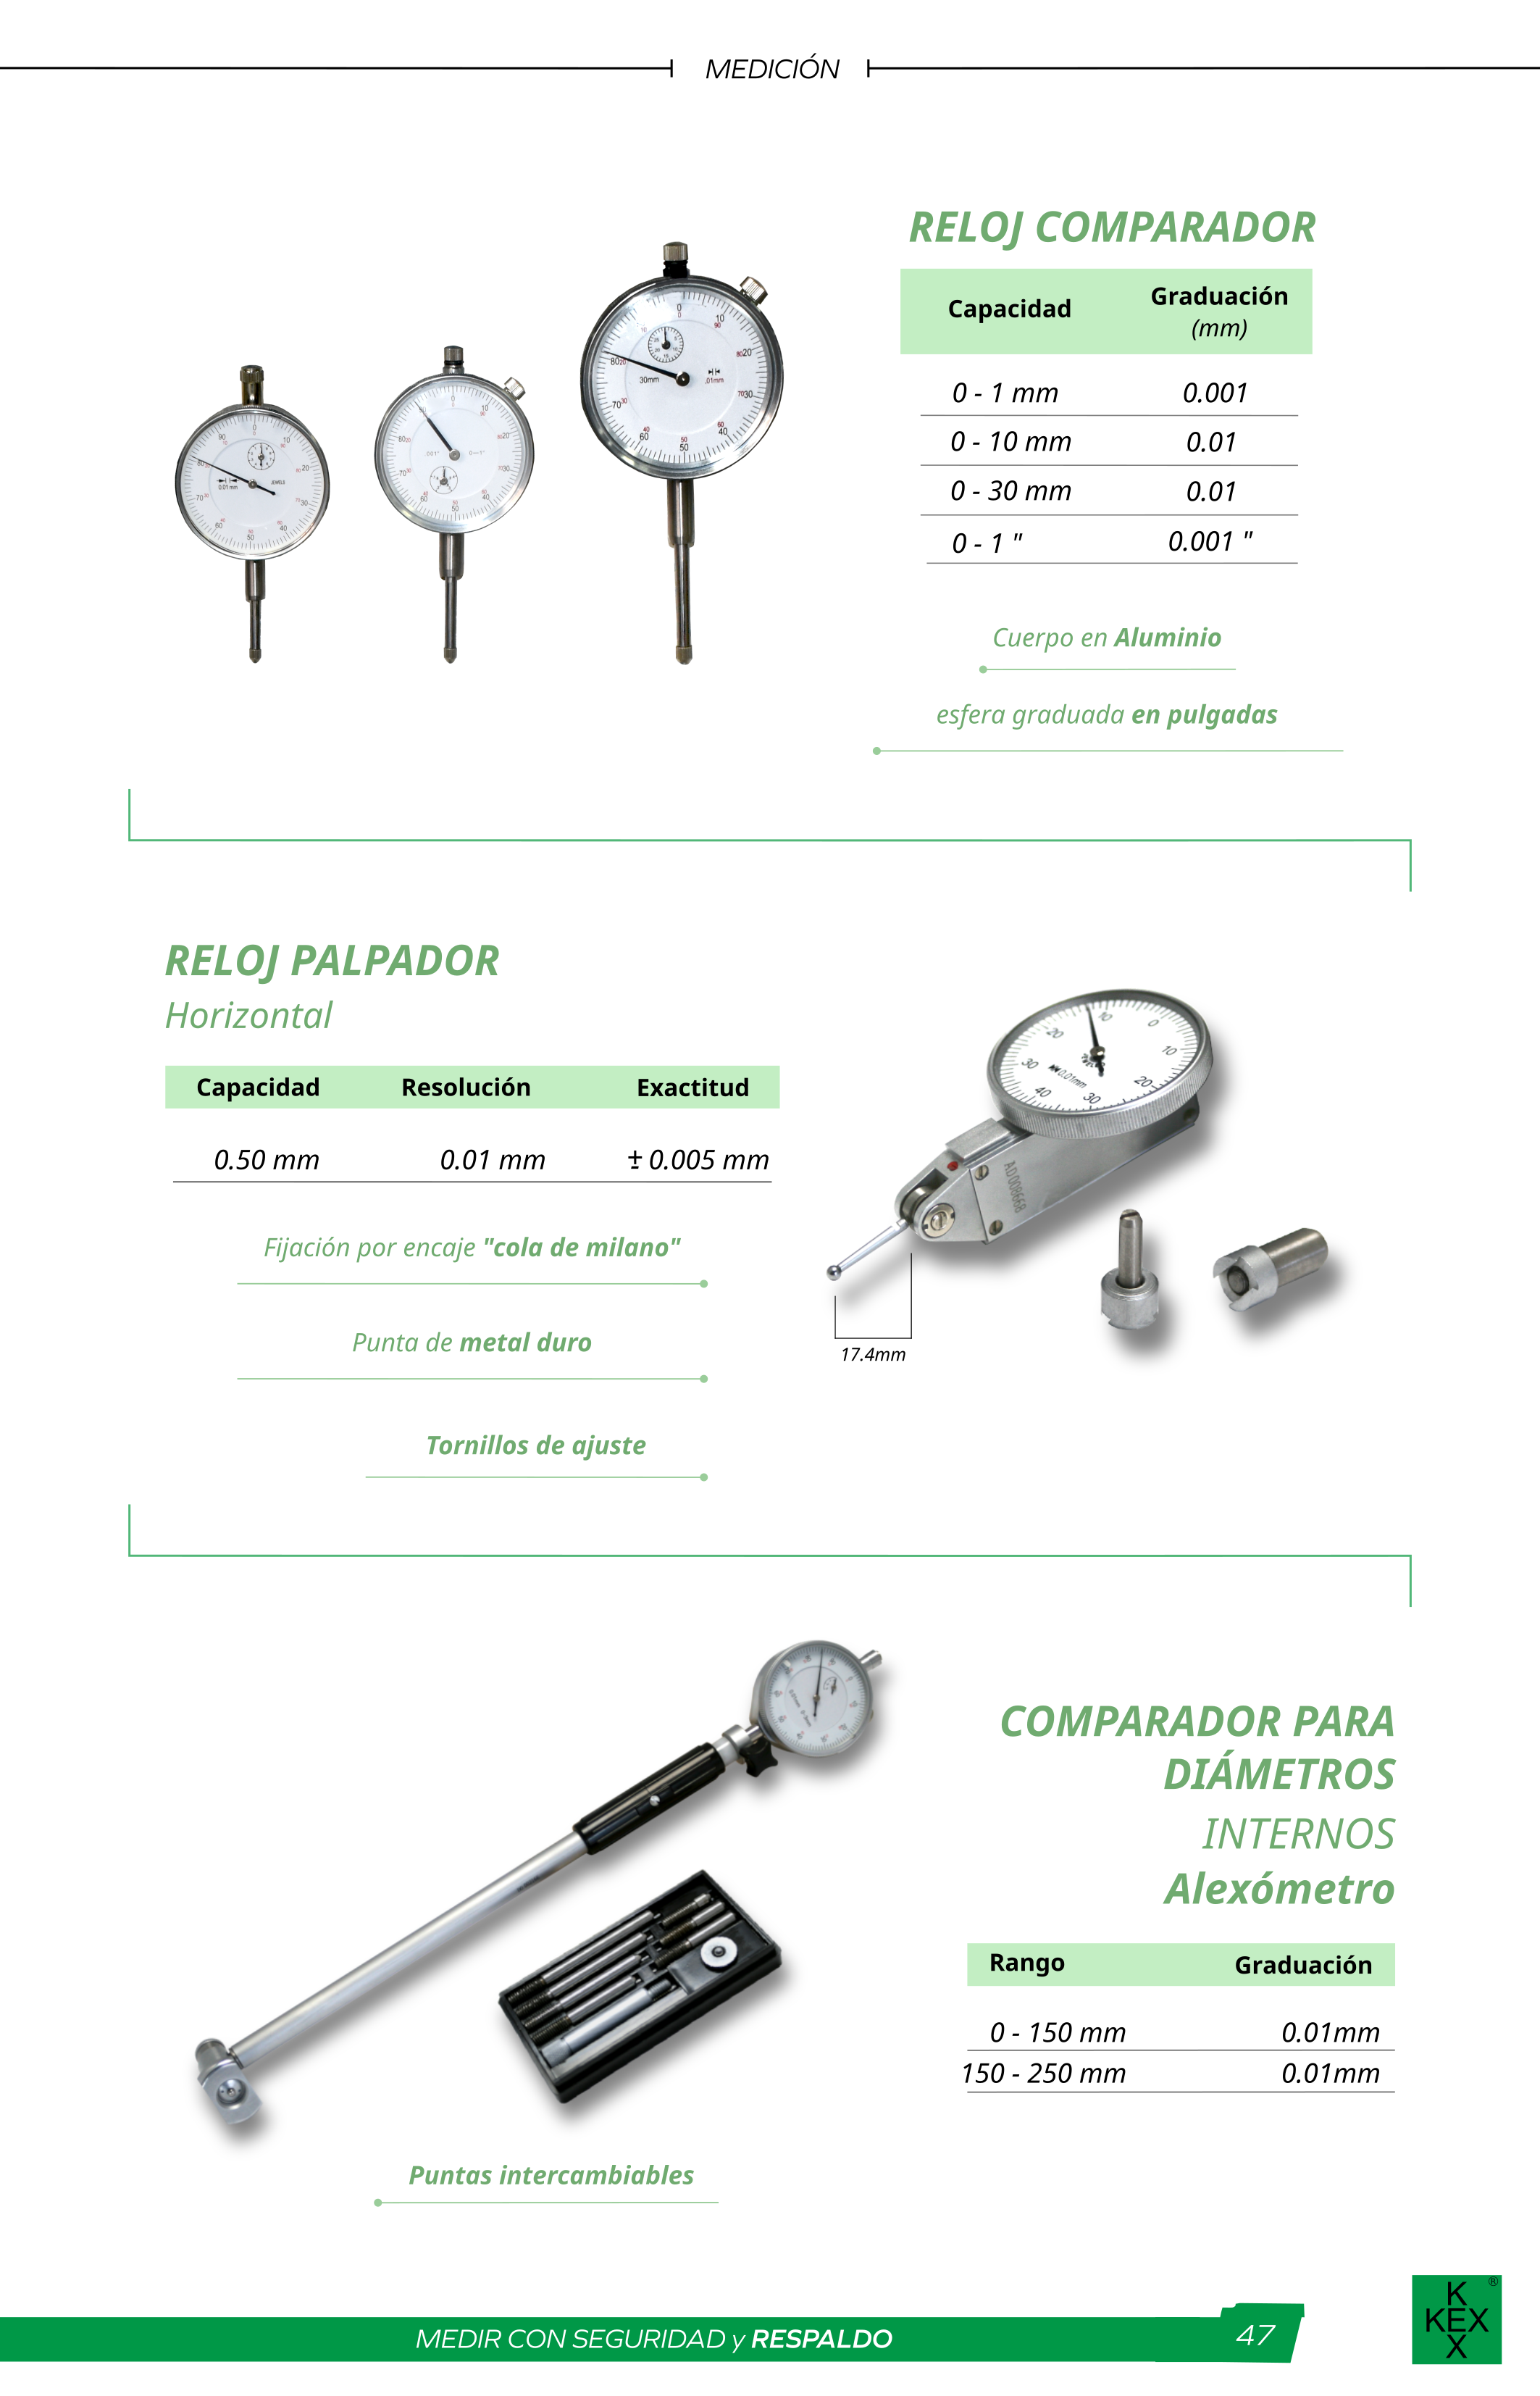 MEDICIÓN
RELOJ COMPARADOR
Capacidad Graduación (mm)
0 - 1 mm 0.001
0 - 10 mm 0.01
0 - 30 mm 0.01
0 - 1 " 0.001 "
Cuerpo en Aluminio
esfera graduada en pulgadas
RELOJ PALPADOR
Horizontal
Capacidad Resolución Exactitud
0.50 mm 0.01 mm ± 0.005 mm
Fijación por encaje "cola de milano"
Punta de metal duro
Tornillos de ajuste
AD008668
17.4mm
COMPARADOR PARA
DIÁMETROS
INTERNOS
Alexómetro
Rango Graduación
0 - 150 mm 0.01mm
150 - 250 mm 0.01mm
Puntas intercambiables
MEDIR CON SEGURIDAD y RESPALDO
47
K
KEX
X
®